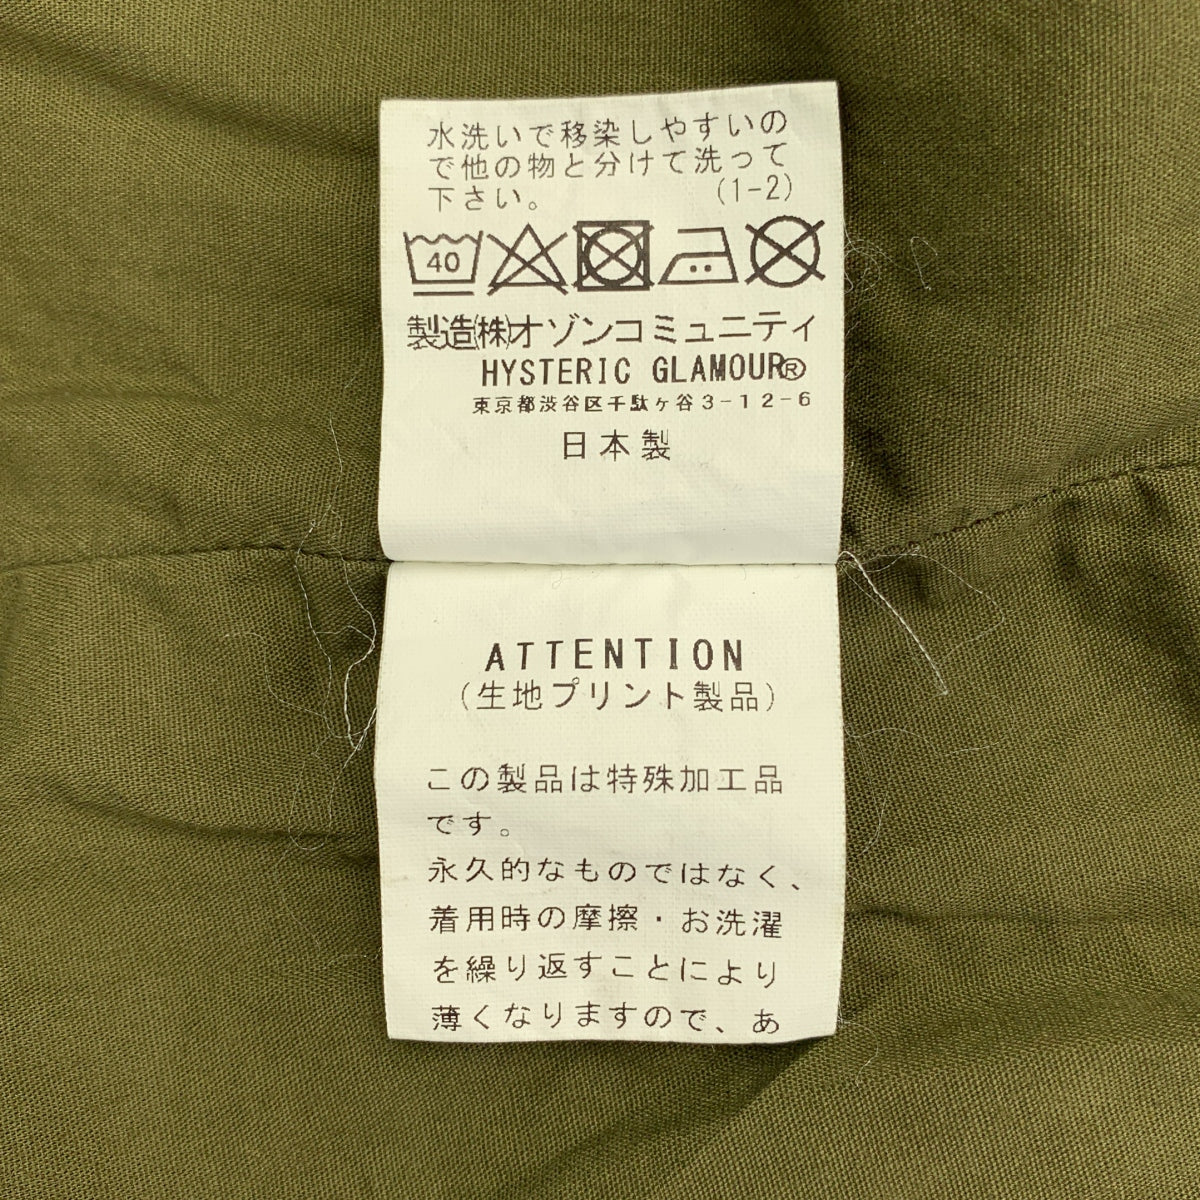 水洗いで移染しやすいの
で他の物と分けて洗って
下さい。 (1-2)
40
製造㈱オゾンコミュニティ
HYSTERIC GLAMOUR®
東京都渋谷区千駄ヶ谷3-12-6
日本製
ATTENTION
(生地プリント製品)
この製品は特殊加工品
です。
永久的なものではなく、
着用時の摩擦・お洗濯
を繰り返すことにより
薄くなりますので、あ